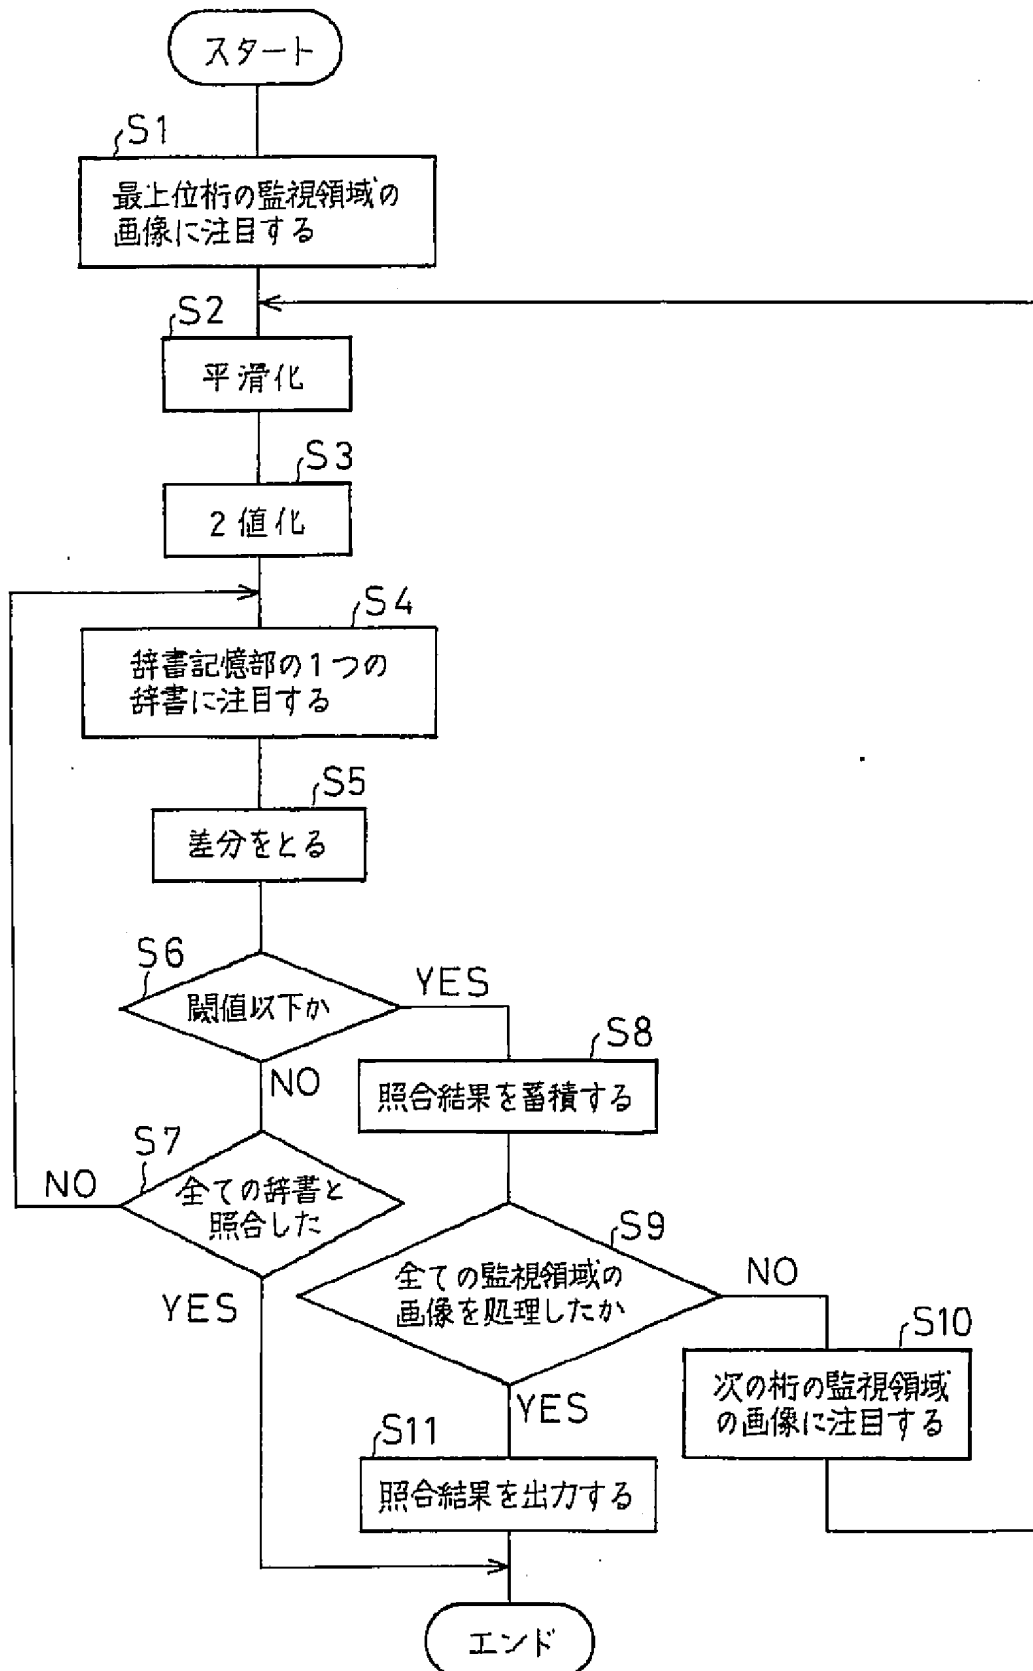 スタート
S1
最上位桁の監視領域の
画像に注目する
S2
平滑化
S3
2値化
S4
辞書記憶部の1つの
辞書に注目する
S5
差分をとる
S6
閾値以下か
YES
NO
S8
照合結果を蓄積する
S7
全ての辞書と
照合した
NO
YES
S9
全ての監視領域の
画像を処理したか
NO
YES
S10
次の桁の監視領域
の画像に注目する
S11
照合結果を出力する
エンド